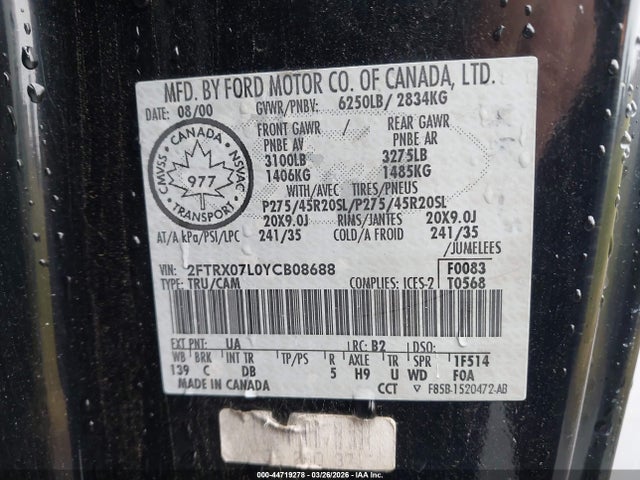 MFD. BY FORD MOTOR CO. OF CANADA, LTD.
DATE: 08/00 GVWR/PNBV: 6250LB/ 2834KG
FRONT GAWR / REAR GAWR
PNBE AV PNBE AR
3100LB 3275LB
1406KG 1485KG
WITH/AVEC TIRES/PNEUS
P275/45R20SL/P275/45R20SL
20X9.0J RIMS/JANTES 20X9.0J
AT/A kPa/PSI/LPC 241/35 COLD/A FROID 241/35
/JUMELEES
CANADA
CMVSS NSVAC
977
TRANSPORT
VIN: 2FTRX07L0YCB08688 F0083
TYPE: TRU/CAM COMPLIES: ICES-2 T0568
EXT PNT: UA RC: B2 DSO:
WB BRK INT TR TP/PS R AXLE TR SPR 1F514
139 C DB 5 H9 U WD F0A
MADE IN CANADA CCT F85B-1520472-AB
000-44719278 — 03/26/2026 — IAAI.com